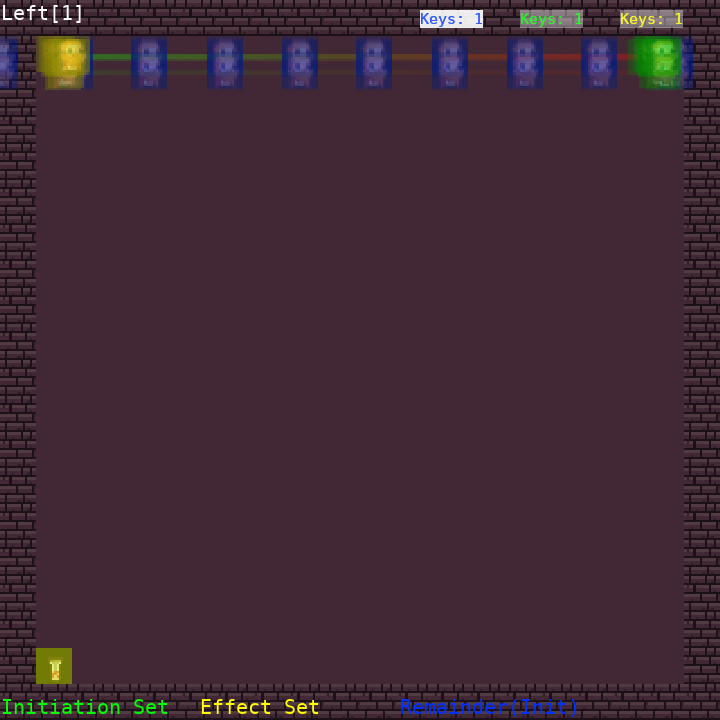 Left[1]
Keys: 1 Keys: 1 Keys: 1
Initiation Set Effect Set Remainder(Init)